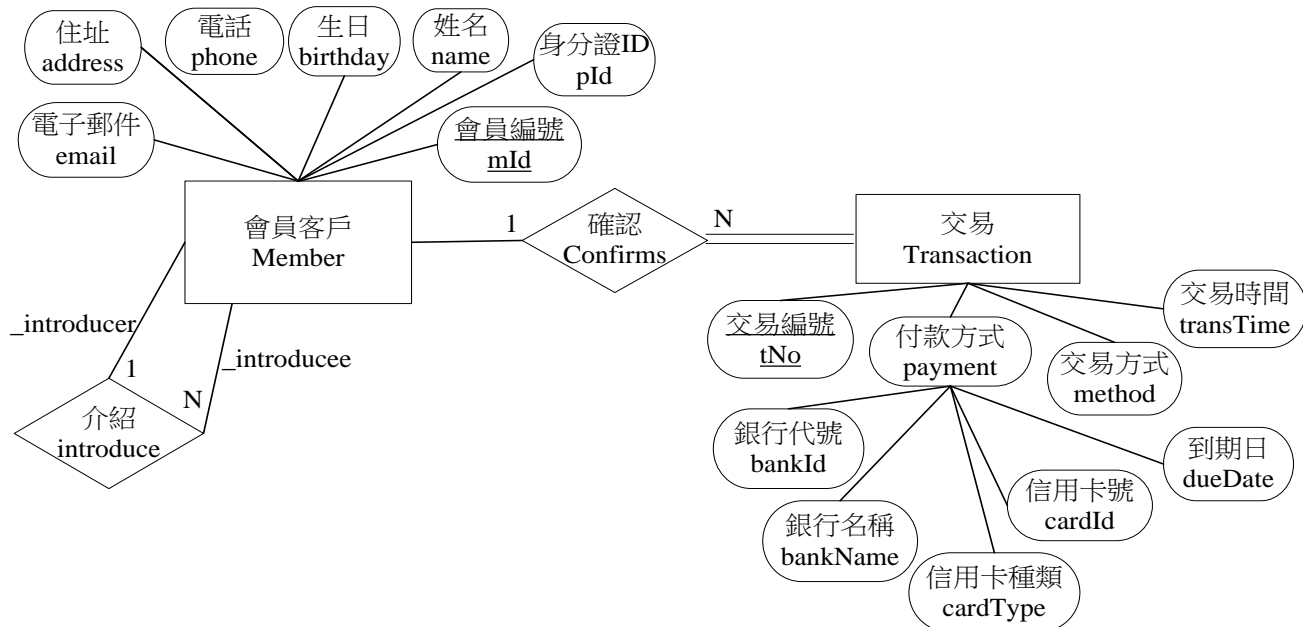 住址
address
電話
phone
生日
birthday
姓名
name
身分證ID
pId
電子郵件
email
會員編號
mId
會員客戶
Member
1
確認
Confirms
N
交易
Transaction
_introducer
_introducee
1
N
介紹
introduce
交易編號
tNo
付款方式
payment
交易方式
method
交易時間
transTime
銀行代號
bankId
銀行名稱
bankName
信用卡種類
cardType
信用卡號
cardId
到期日
dueDate